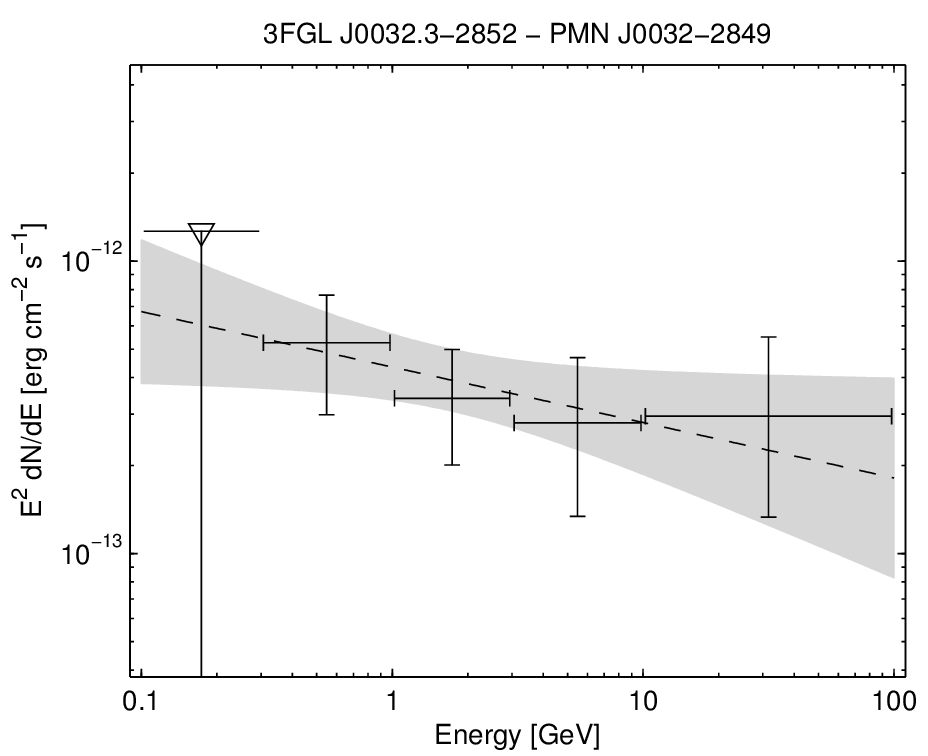 3FGL J0032.3−2852 − PMN J0032−2849
E² dN/dE [erg cm⁻² s⁻¹]
10⁻¹²
10⁻¹³
0.1 1 10 100
Energy [GeV]